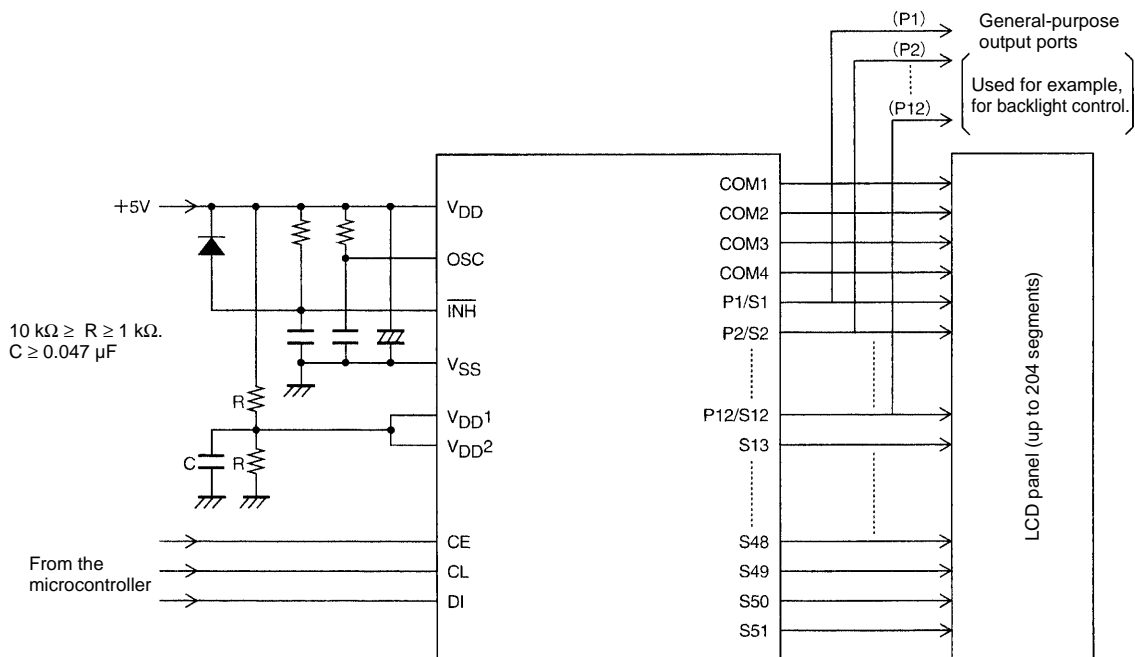 (P1)
General-purpose
output ports
(P2)
Used for example,
for backlight control.
(P12)
COM1
+5V
VDD
COM2
OSC
COM3
COM4
INH
P1/S1
10 kΩ ≥ R ≥ 1 kΩ.
C ≥ 0.047 µF
P2/S2
VSS
R
VDD1
P12/S12
VDD2
S13
C
R
LCD panel (up to 204 segments)
CE
S48
From the
microcontroller
CL
S49
DI
S50
S51